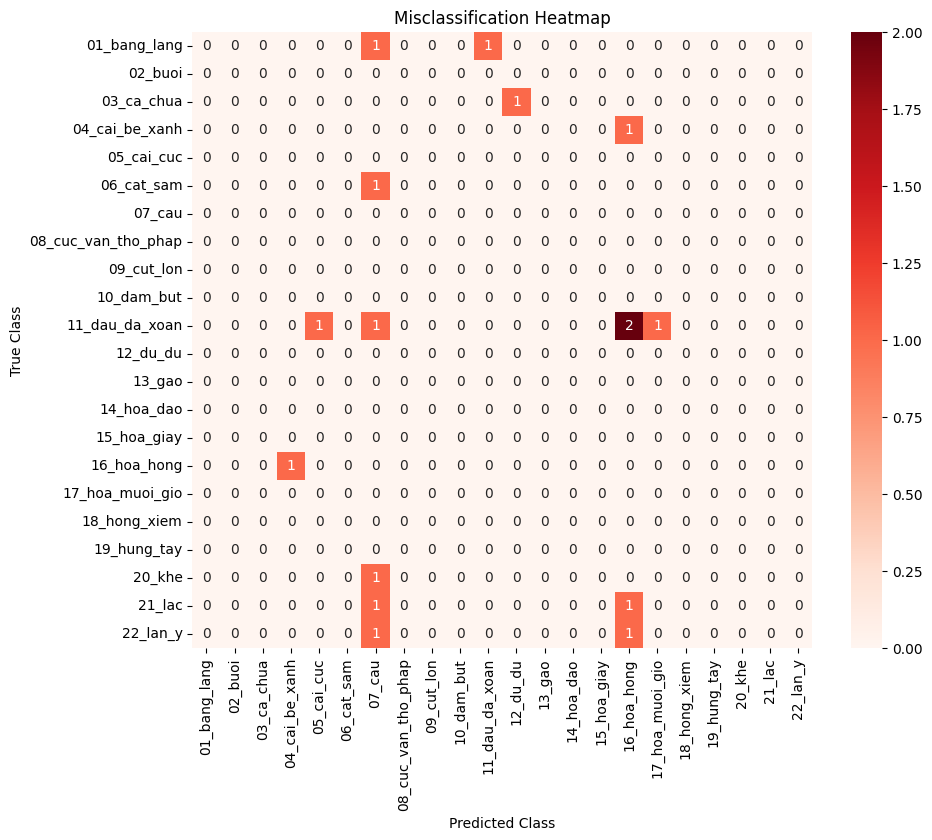 Misclassification Heatmap
True Class
01_bang_lang 0 0 0 0 0 0 1 0 0 0 1 0 0 0 0 0 0 0 0 0 0 0
02_buoi 0 0 0 0 0 0 0 0 0 0 0 0 0 0 0 0 0 0 0 0 0 0
03_ca_chua 0 0 0 0 0 0 0 0 0 0 0 1 0 0 0 0 0 0 0 0 0 0
04_cai_be_xanh 0 0 0 0 0 0 0 0 0 0 0 0 0 0 0 1 0 0 0 0 0 0
05_cai_cuc 0 0 0 0 0 0 0 0 0 0 0 0 0 0 0 0 0 0 0 0 0 0
06_cat_sam 0 0 0 0 0 0 1 0 0 0 0 0 0 0 0 0 0 0 0 0 0 0
07_cau 0 0 0 0 0 0 0 0 0 0 0 0 0 0 0 0 0 0 0 0 0 0
08_cuc_van_tho_phap 0 0 0 0 0 0 0 0 0 0 0 0 0 0 0 0 0 0 0 0 0 0
09_cut_lon 0 0 0 0 0 0 0 0 0 0 0 0 0 0 0 0 0 0 0 0 0 0
10_dam_but 0 0 0 0 0 0 0 0 0 0 0 0 0 0 0 0 0 0 0 0 0 0
11_dau_da_xoan 0 0 0 0 1 0 1 0 0 0 0 0 0 0 0 2 1 0 0 0 0 0
12_du_du 0 0 0 0 0 0 0 0 0 0 0 0 0 0 0 0 0 0 0 0 0 0
13_gao 0 0 0 0 0 0 0 0 0 0 0 0 0 0 0 0 0 0 0 0 0 0
14_hoa_dao 0 0 0 0 0 0 0 0 0 0 0 0 0 0 0 0 0 0 0 0 0 0
15_hoa_giay 0 0 0 0 0 0 0 0 0 0 0 0 0 0 0 0 0 0 0 0 0 0
16_hoa_hong 0 0 0 1 0 0 0 0 0 0 0 0 0 0 0 0 0 0 0 0 0 0
17_hoa_muoi_gio 0 0 0 0 0 0 0 0 0 0 0 0 0 0 0 0 0 0 0 0 0 0
18_hong_xiem 0 0 0 0 0 0 0 0 0 0 0 0 0 0 0 0 0 0 0 0 0 0
19_hung_tay 0 0 0 0 0 0 0 0 0 0 0 0 0 0 0 0 0 0 0 0 0 0
20_khe 0 0 0 0 0 0 1 0 0 0 0 0 0 0 0 0 0 0 0 0 0 0
21_lac 0 0 0 0 0 0 1 0 0 0 0 0 0 0 0 1 0 0 0 0 0 0
22_lan_y 0 0 0 0 0 0 1 0 0 0 0 0 0 0 0 1 0 0 0 0 0 0
01_bang_lang
02_buoi
03_ca_chua
04_cai_be_xanh
05_cai_cuc
06_cat_sam
07_cau
08_cuc_van_tho_phap
09_cut_lon
10_dam_but
11_dau_da_xoan
12_du_du
13_gao
14_hoa_dao
15_hoa_giay
16_hoa_hong
17_hoa_muoi_gio
18_hong_xiem
19_hung_tay
20_khe
21_lac
22_lan_y
Predicted Class
2.00
1.75
1.50
1.25
1.00
0.75
0.50
0.25
0.00